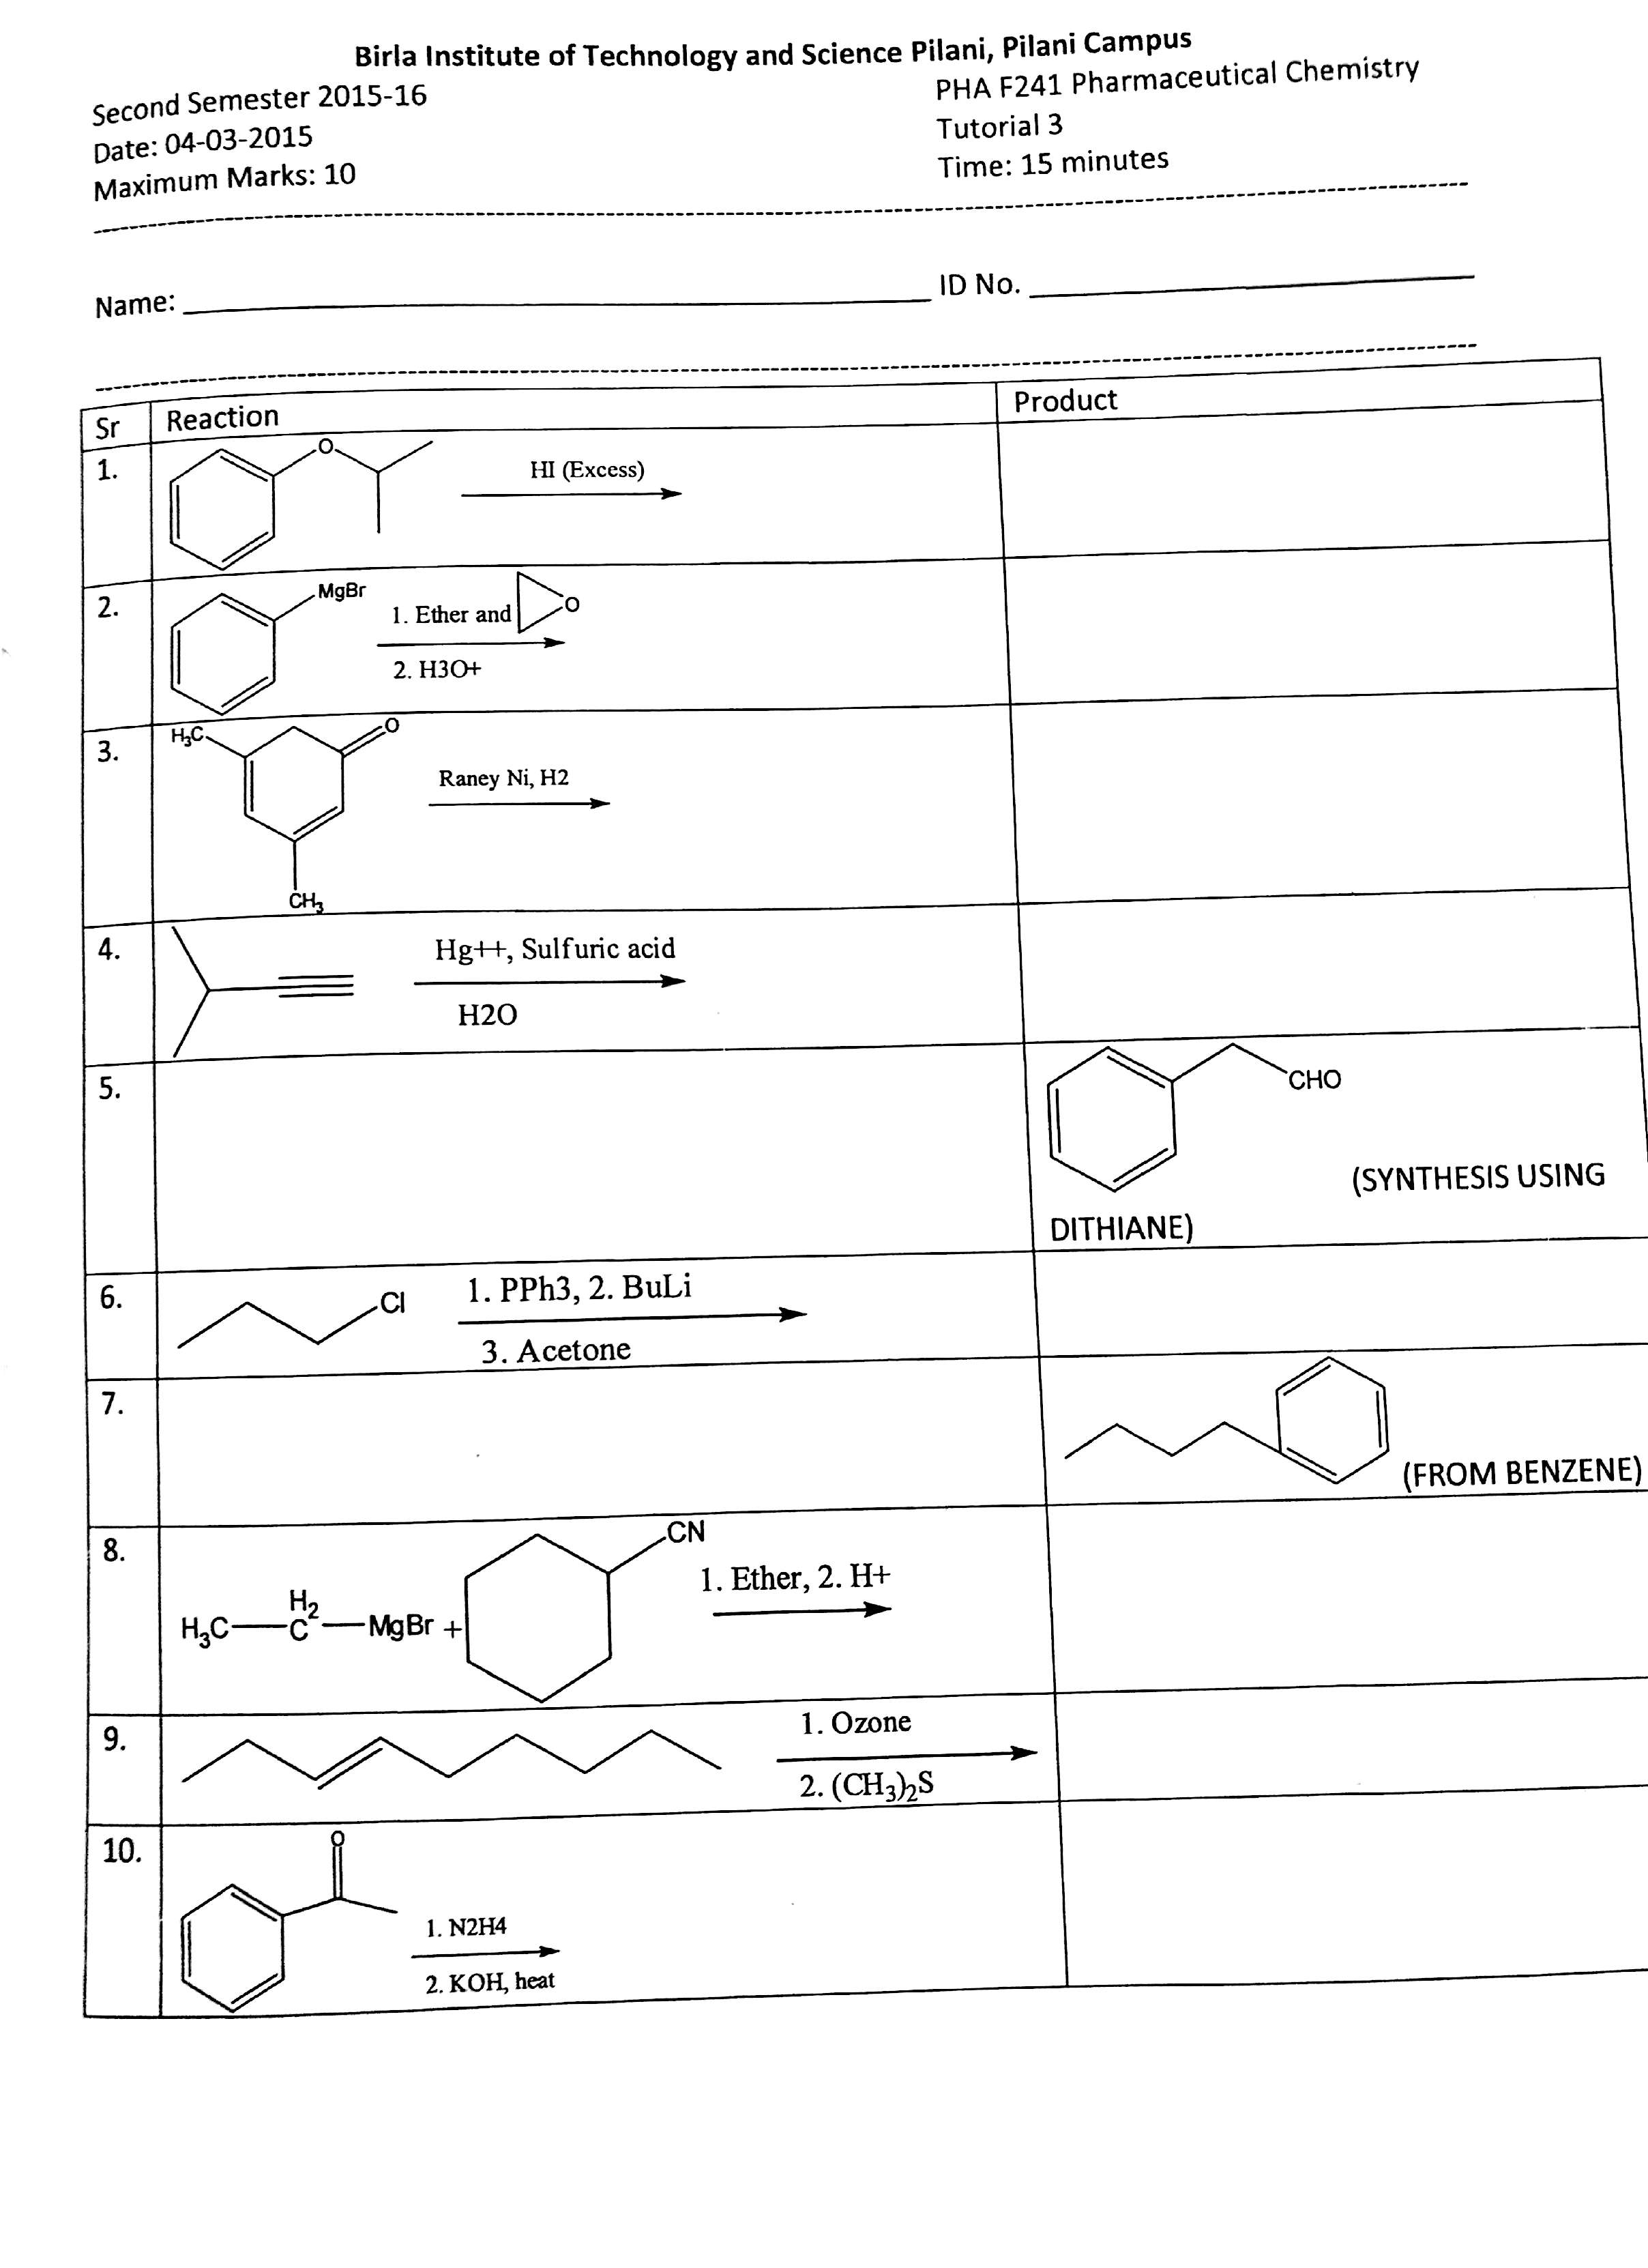 Birla Institute of Technology and Science Pilani, Pilani Campus
Second Semester 2015-16
PHA F241 Pharmaceutical Chemistry
Date: 04-03-2015
Tutorial 3
Maximum Marks: 10
Time: 15 minutes
Name:
ID No.
Sr Reaction Product
1.
O
HI (Excess)
2.
MgBr
1. Ether and O
2. H3O+
3.
H3C
O
Raney Ni, H2
CH3
4.
Hg++, Sulfuric acid
H2O
5.
CHO
(SYNTHESIS USING
DITHIANE)
6.
Cl
1. PPh3, 2. BuLi
3. Acetone
7.
(FROM BENZENE)
8.
CN
1. Ether, 2. H+
H2
H3C C MgBr +
9.
1. Ozone
2. (CH3)2S
10.
O
1. N2H4
2. KOH, heat